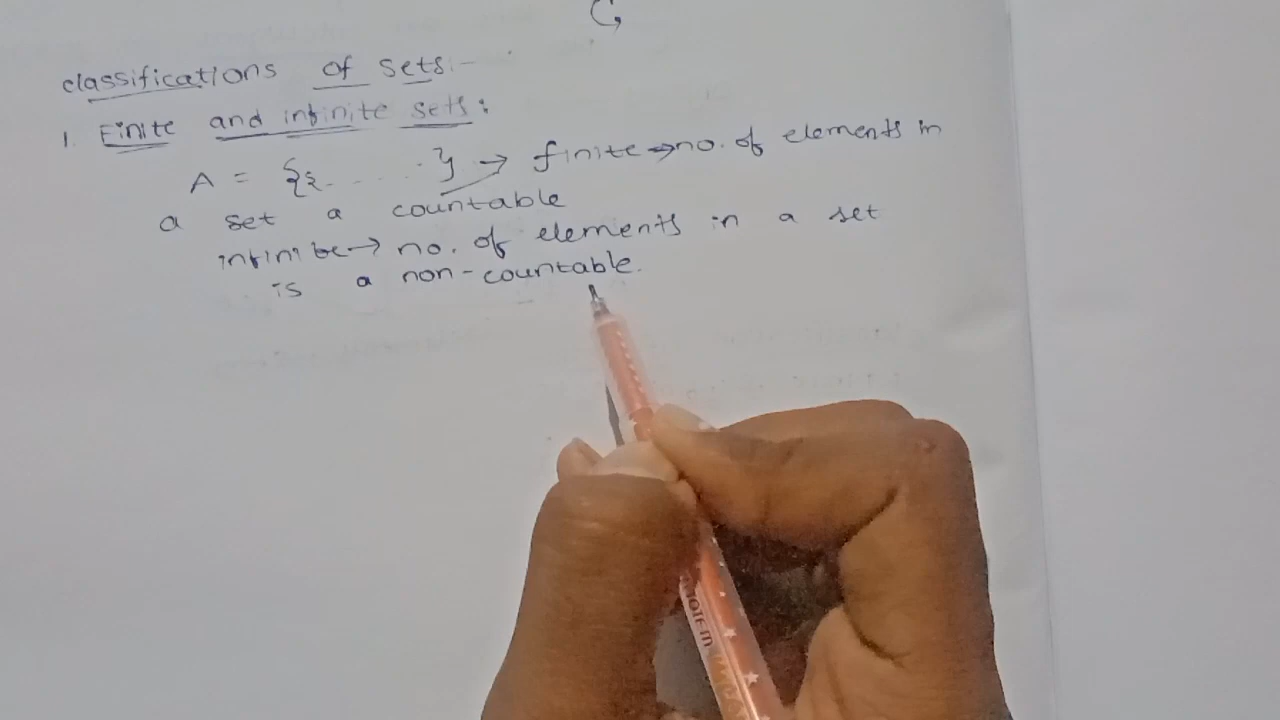 classifications of sets:-
1. Finite and infinite sets:
A = {ξ. . . . . . .} → finite → no. of elements in
a set a countable
infinite → no. of elements in a set
is a non-countable.
TOTEM